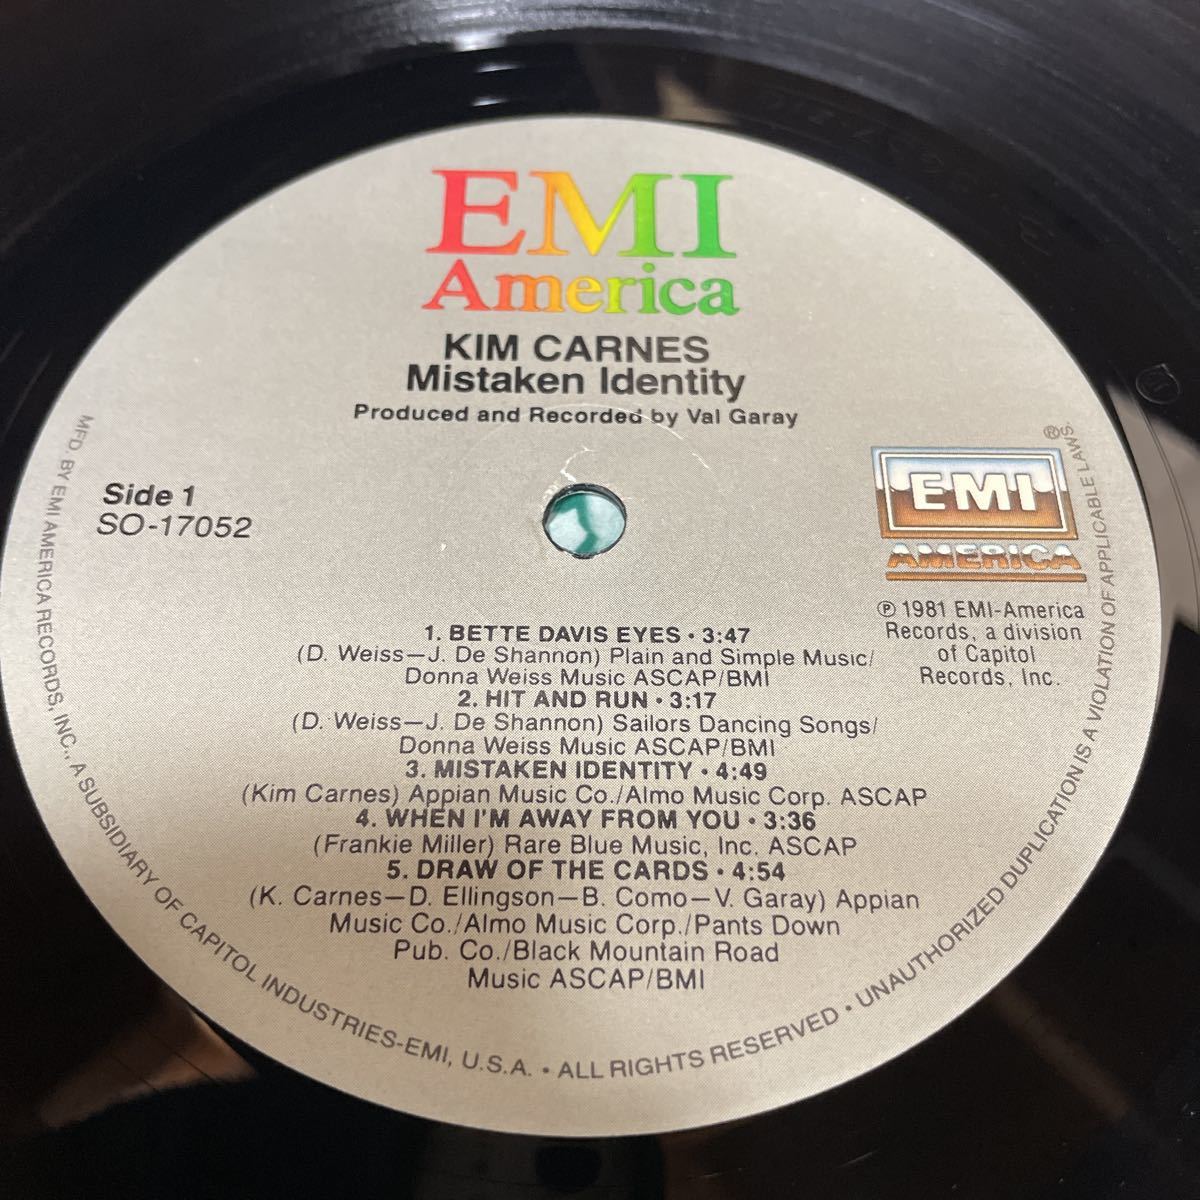 EMI
America
KIM CARNES
Mistaken Identity
Produced and Recorded by Val Garay
Side 1
SO-17052
®
EMI
AMERICA
℗ 1981 EMI-America
Records, a division
of Capitol
Records, Inc.
1. BETTE DAVIS EYES · 3:47
(D. Weiss—J. De Shannon) Plain and Simple Music/
Donna Weiss Music ASCAP/BMI
2. HIT AND RUN · 3:17
(D. Weiss—J. De Shannon) Sailors Dancing Songs/
Donna Weiss Music ASCAP/BMI
3. MISTAKEN IDENTITY · 4:49
(Kim Carnes) Appian Music Co./Almo Music Corp. ASCAP
4. WHEN I'M AWAY FROM YOU · 3:36
(Frankie Miller) Rare Blue Music, Inc. ASCAP
5. DRAW OF THE CARDS · 4:54
(K. Carnes—D. Ellingson—B. Como—V. Garay) Appian
Music Co./Almo Music Corp./Pants Down
Pub. Co./Black Mountain Road
Music ASCAP/BMI
MFD. BY EMI AMERICA RECORDS, INC., A SUBSIDIARY OF CAPITOL INDUSTRIES-EMI, U.S.A. · ALL RIGHTS RESERVED · UNAUTHORIZED DUPLICATION IS A VIOLATION OF APPLICABLE LAWS.